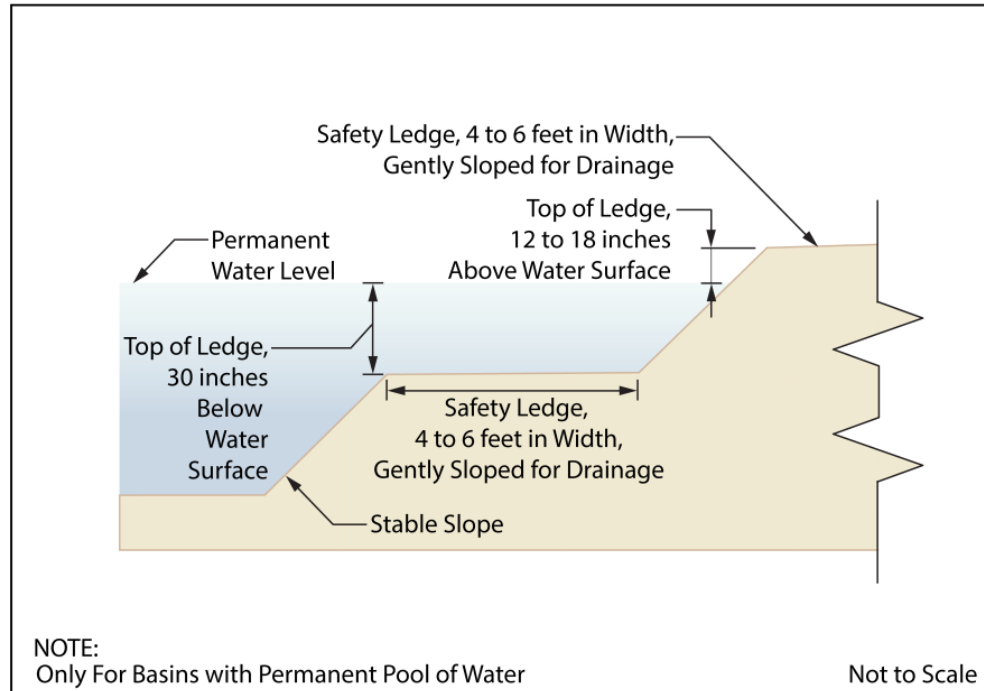 Safety Ledge, 4 to 6 feet in Width,
Gently Sloped for Drainage
Top of Ledge,
12 to 18 inches
Above Water Surface
Permanent
Water Level
Top of Ledge,
30 inches
Below
Water
Surface
Safety Ledge,
4 to 6 feet in Width,
Gently Sloped for Drainage
Stable Slope
NOTE:
Only For Basins with Permanent Pool of Water
Not to Scale